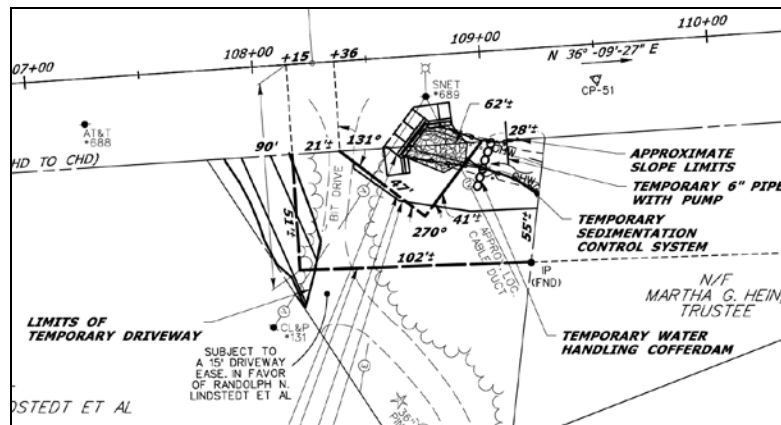 07+00
108+00
+15
+36
109+00
110+00
N 36° -09'-27" E
CP-51
SNET
*689
AT&T
*688
HD TO CHD)
90'
21'±
131°
62'±
28'±
APPROXIMATE
SLOPE LIMITS
TEMPORARY 6" PIPE
WITH PUMP
TEMPORARY
SEDIMENTATION
CONTROL SYSTEM
BIT DRIVE
47'
41'±
270°
51'±
55'±
102'±
APPROX. LOC.
CABLE DUCT
IP
(FND)
N/F
MARTHA G. HEIN,
TRUSTEE
LIMITS OF
TEMPORARY DRIVEWAY
CL&P
*131
TEMPORARY WATER
HANDLING COFFERDAM
SUBJECT TO
A 15' DRIVEWAY
EASE. IN FAVOR
OF RANDOLPH N.
LINDSTEDT ET AL
DSTEDT ET AL